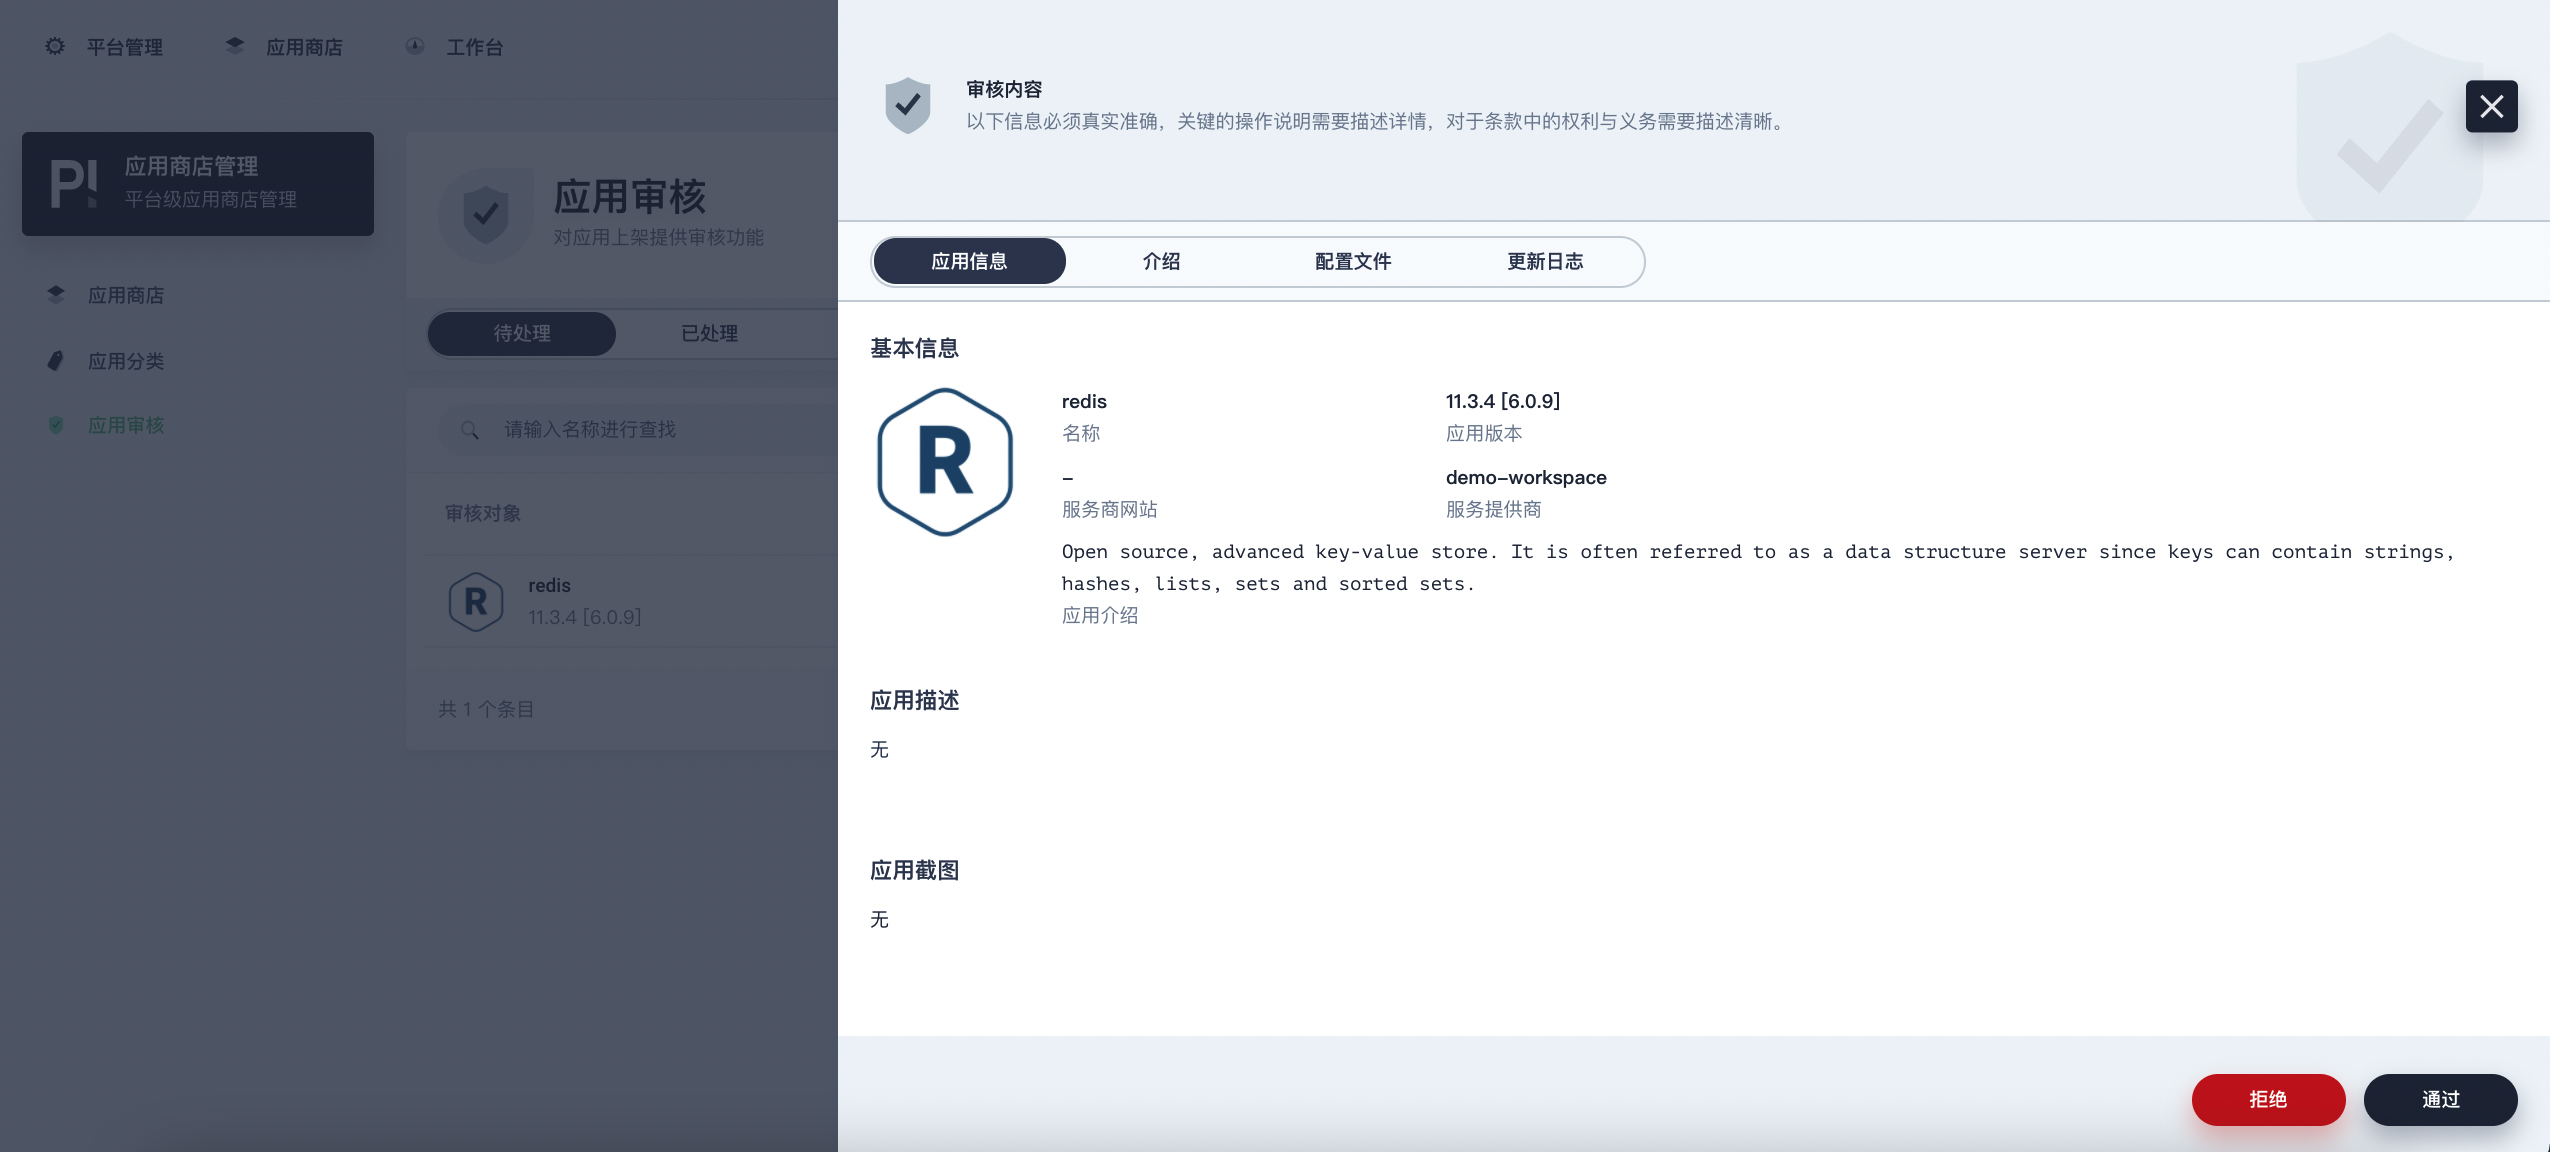 平台管理
应用商店
工作台
应用商店管理
平台级应用商店管理
应用商店
应用分类
应用审核
应用审核
对应用上架提供审核功能
待处理
已处理
请输入名称进行查找
审核对象
redis
11.3.4 [6.0.9]
共 1 个条目
审核内容
以下信息必须真实准确，关键的操作说明需要描述详情，对于条款中的权利与义务需要描述清晰。
应用信息
介绍
配置文件
更新日志
基本信息
R
redis
名称
11.3.4 [6.0.9]
应用版本
-
服务商网站
demo-workspace
服务提供商
Open source, advanced key-value store. It is often referred to as a data structure server since keys can contain strings,
hashes, lists, sets and sorted sets.
应用介绍
应用描述
无
应用截图
无
拒绝
通过